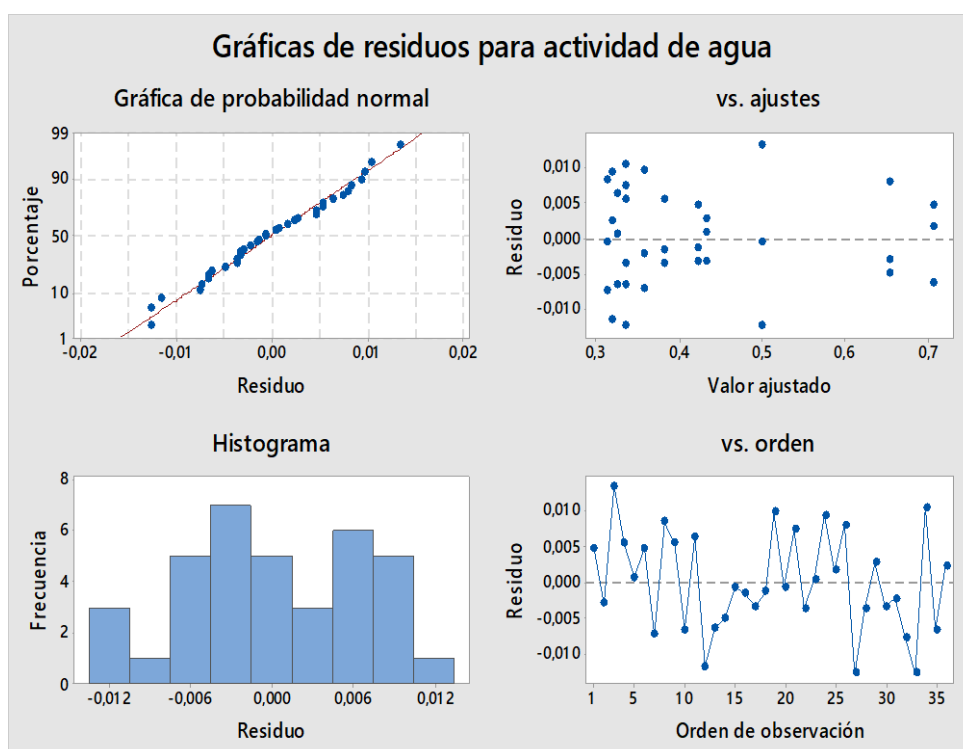 Gráficas de residuos para actividad de agua
Gráfica de probabilidad normal
99
90
50
10
1
Porcentaje
-0,02 -0,01 0,00 0,01 0,02
Residuo
vs. ajustes
0,010
0,005
0,000
-0,005
-0,010
Residuo
0.3 0.4 0.5 0.6 0.7
Valor ajustado
Histograma
8
6
4
2
0
Frecuencia
-0,012 -0,006 0,000 0,006 0,012
Residuo
vs. orden
0,010
0,005
0,000
-0,005
-0,010
Residuo
1 5 10 15 20 25 30 35
Orden de observación